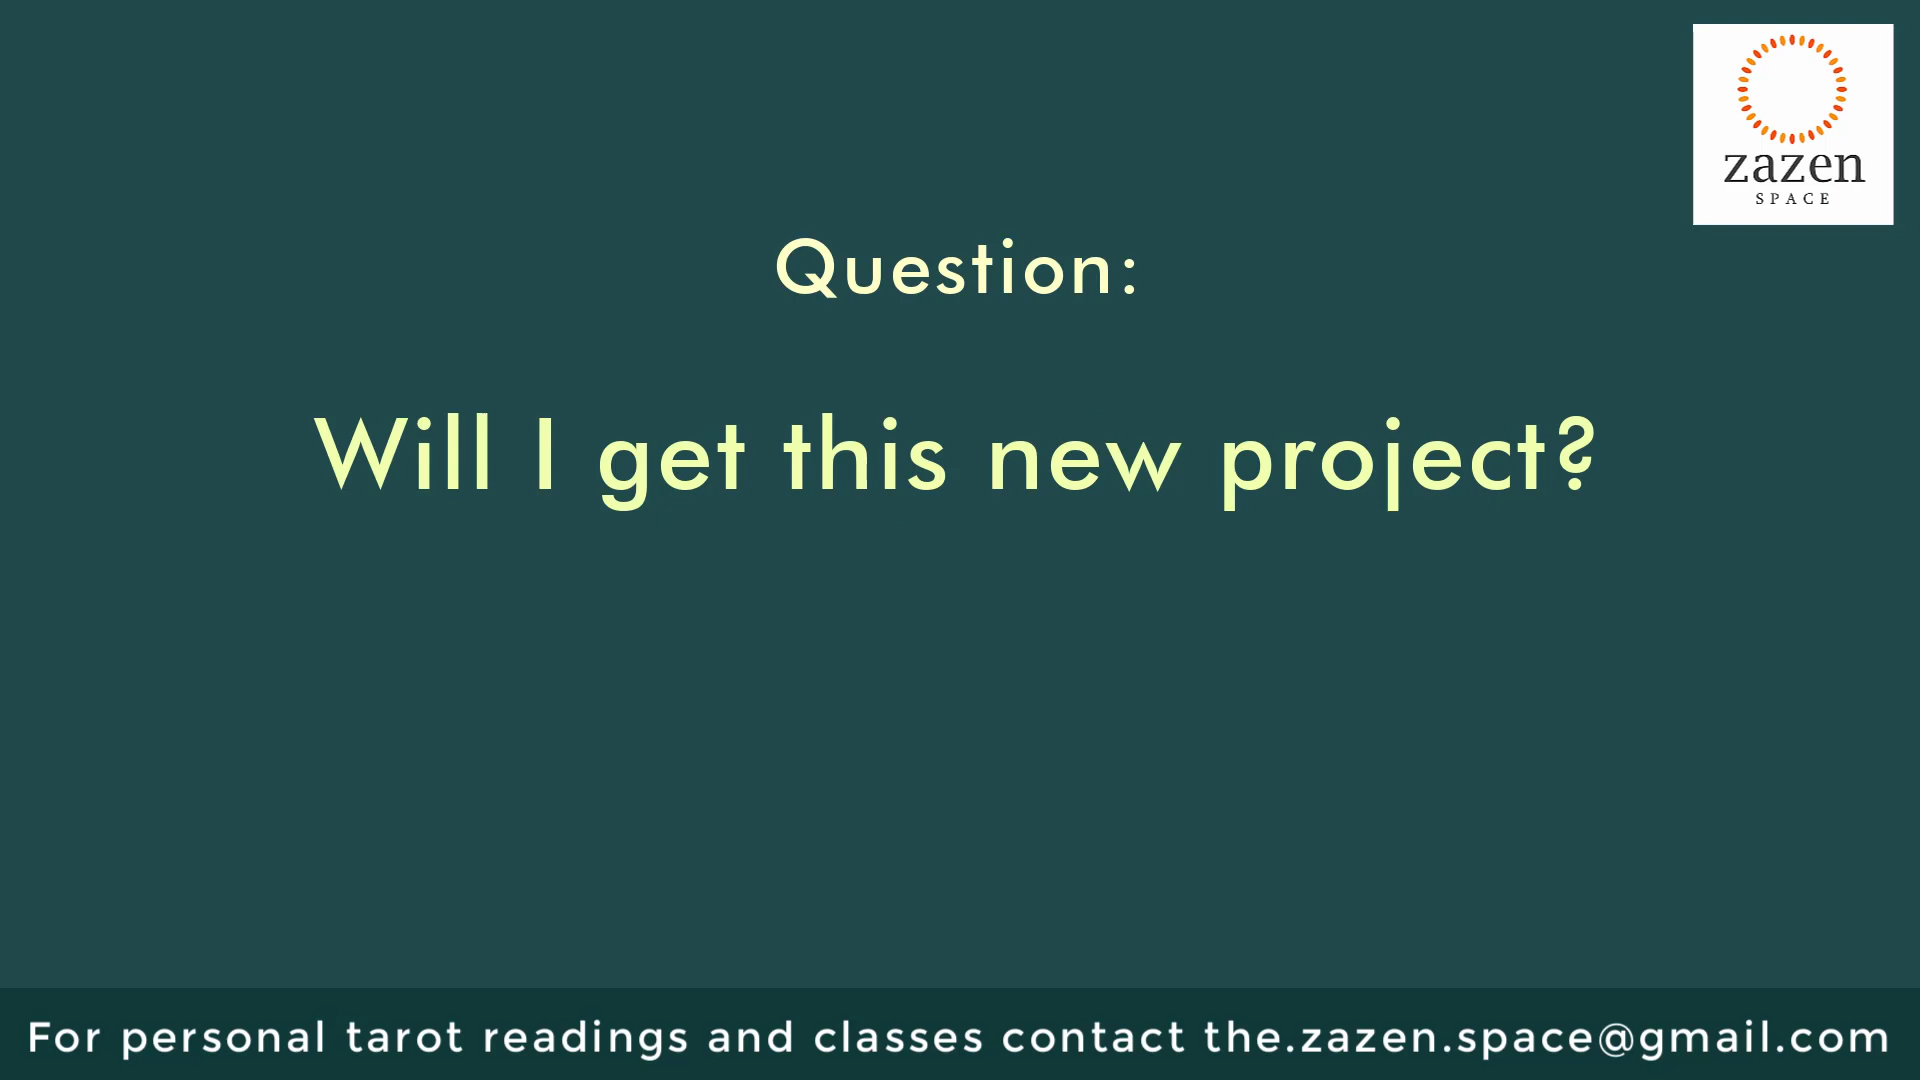 zazen
SPACE
Question:
Will I get this new project?
For personal tarot readings and classes contact the.zazen.space@gmail.com